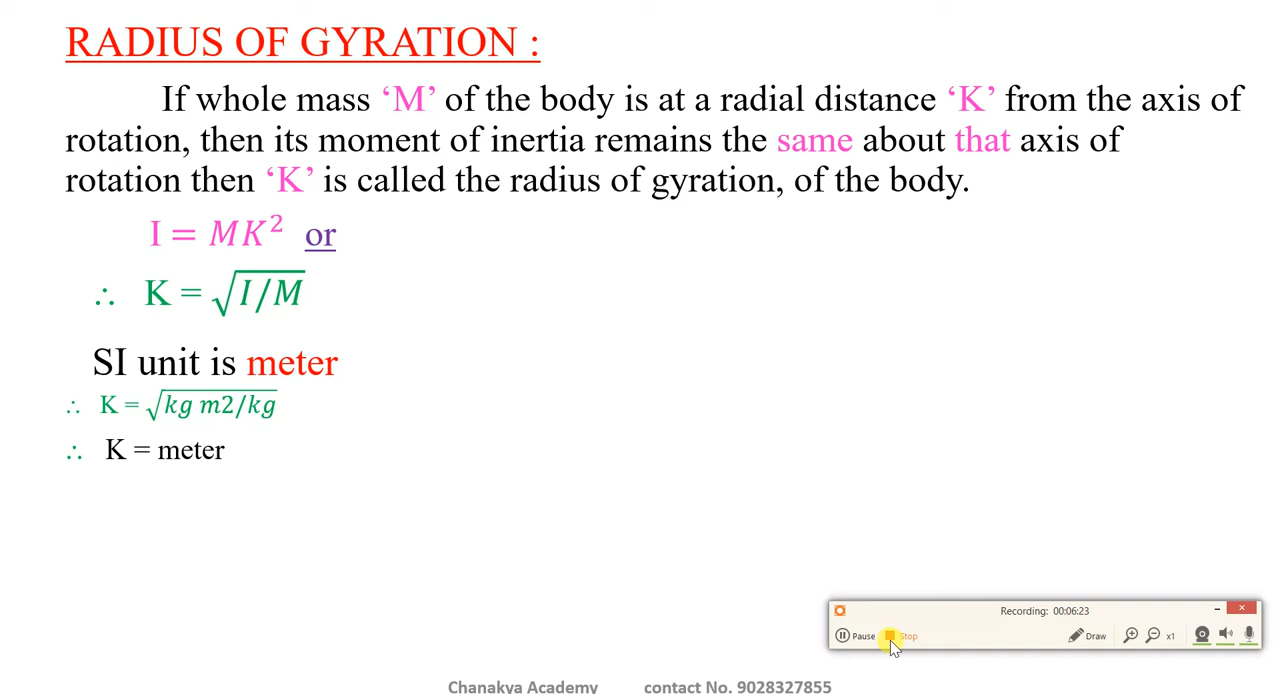 RADIUS OF GYRATION :
If whole mass ‘M’ of the body is at a radial distance ‘K’ from the axis of
rotation, then its moment of inertia remains the same about that axis of
rotation then ‘K’ is called the radius of gyration, of the body.
I = MK² or
∴ K = √I/M
SI unit is meter
∴ K = √kg m2/kg
∴ K = meter
Recording: 00:06:23
Pause Stop Draw x1
Chanakya Academy contact No. 9028327855